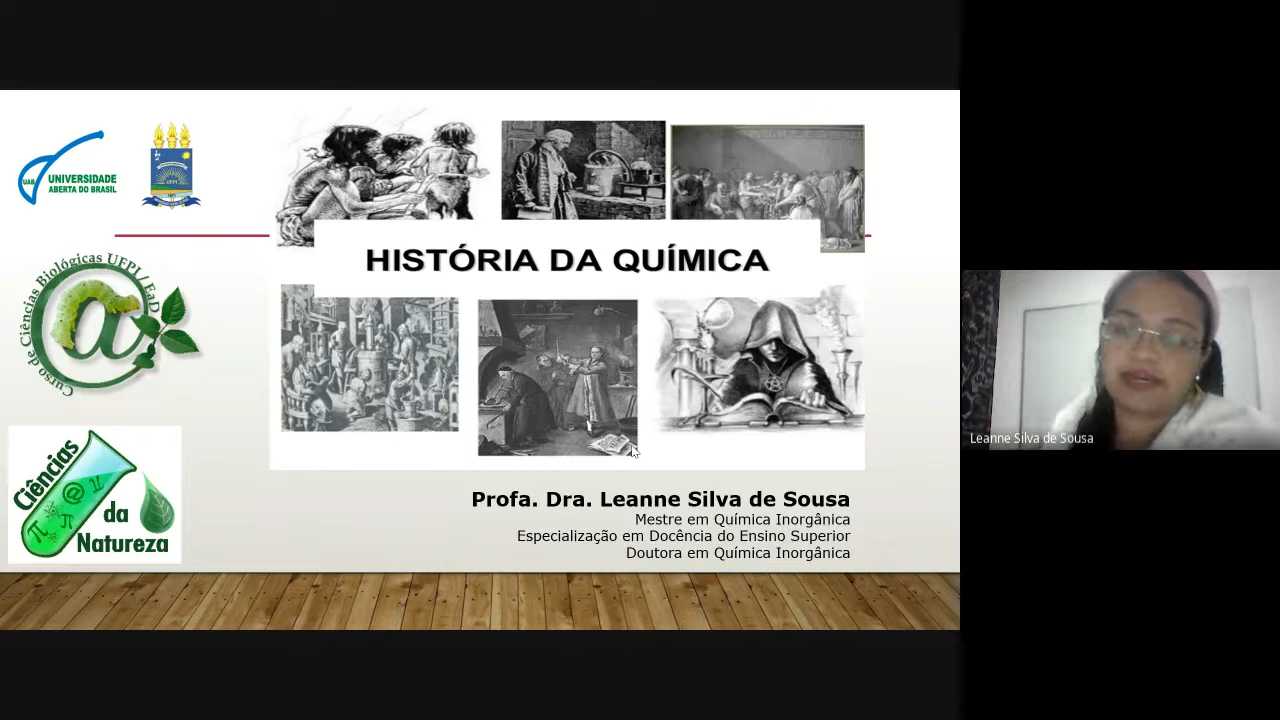 UAB
UNIVERSIDADE
ABERTA DO BRASIL
UFPI
Curso de Ciências Biológicas UFPI / EaD
@
Ciências
da
Natureza
HISTÓRIA DA QUÍMICA
Profa. Dra. Leanne Silva de Sousa
Mestre em Química Inorgânica
Especialização em Docência do Ensino Superior
Doutora em Química Inorgânica
Leanne Silva de Sousa